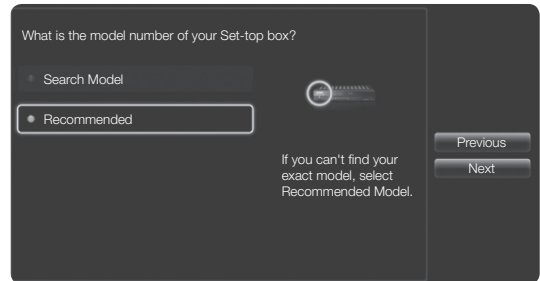 What is the model number of your Set-top box?
Search Model
Recommended
If you can't find your
exact model, select
Recommended Model.
Previous
Next